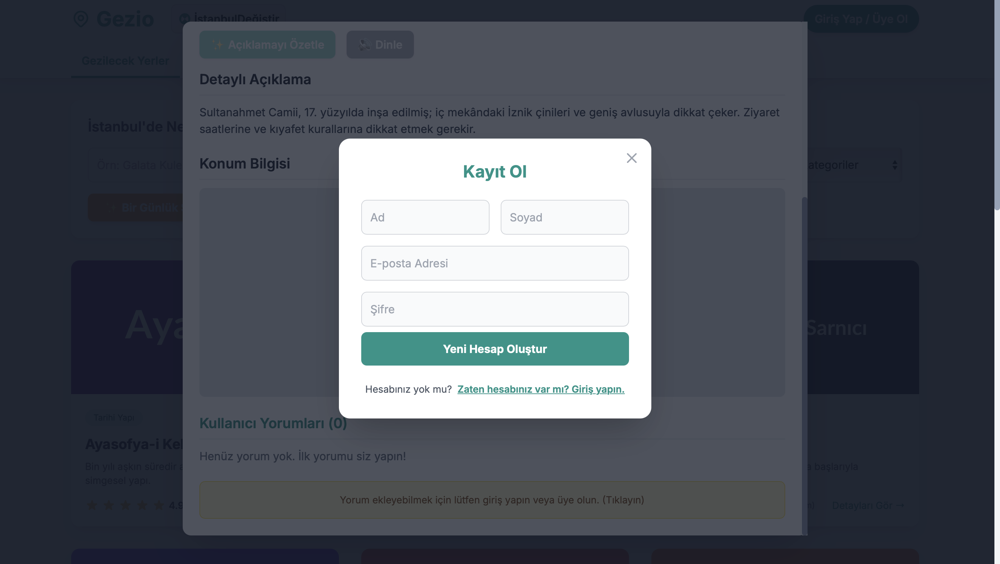 Gezio
İstanbulDeğiştir
Giriş Yap / Üye Ol
Gezilecek Yerler
✨ Açıklamayı Özetle
🔊 Dinle
Detaylı Açıklama
Sultanahmet Camii, 17. yüzyılda inşa edilmiş; iç mekândaki İznik çinileri ve geniş avlusuyla dikkat çeker. Ziyaret
saatlerine ve kıyafet kurallarına dikkat etmek gerekir.
İstanbul'de Ne
Örn: Galata Kule
ategoriler
✨ Bir Günlük
Konum Bilgisi
Kayıt Ol
Ad
Soyad
E-posta Adresi
Şifre
Yeni Hesap Oluştur
Hesabınız yok mu? Zaten hesabınız var mı? Giriş yapın.
Aya
Sarnıcı
Tarihi Yapı
Ayasofya-i Ke
Bin yılı aşkın süredir a
simgesel yapı.
4.9
a başlarıyla
Detayları Gör →
Kullanıcı Yorumları (0)
Henüz yorum yok. İlk yorumu siz yapın!
Yorum ekleyebilmek için lütfen giriş yapın veya üye olun. (Tıklayın)